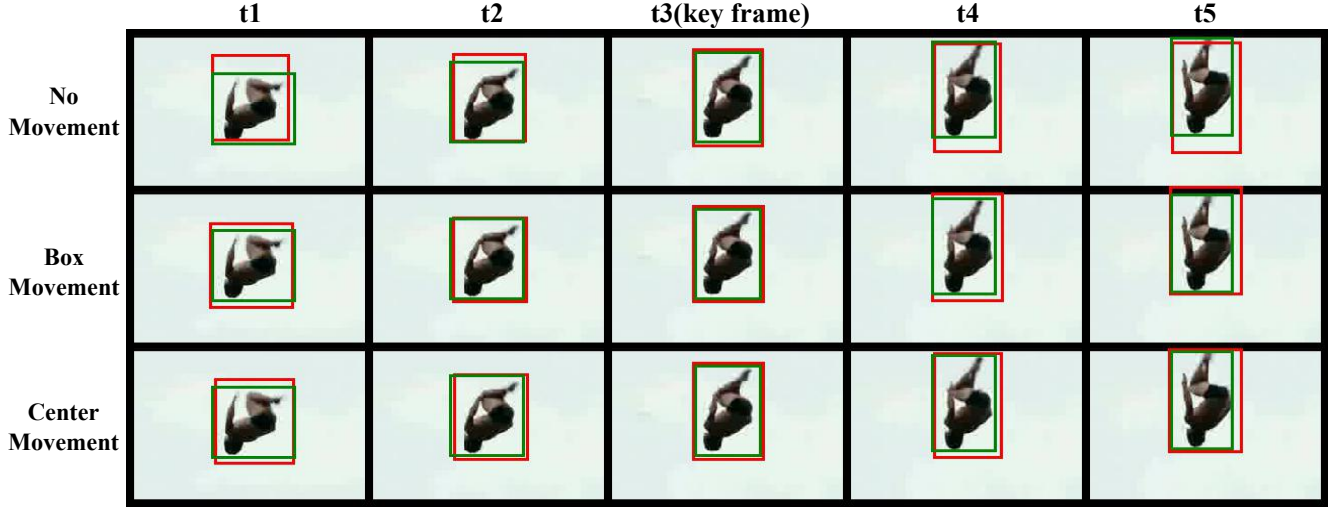 t1 t2 t3(key frame) t4 t5
No
Movement
Box
Movement
Center
Movement